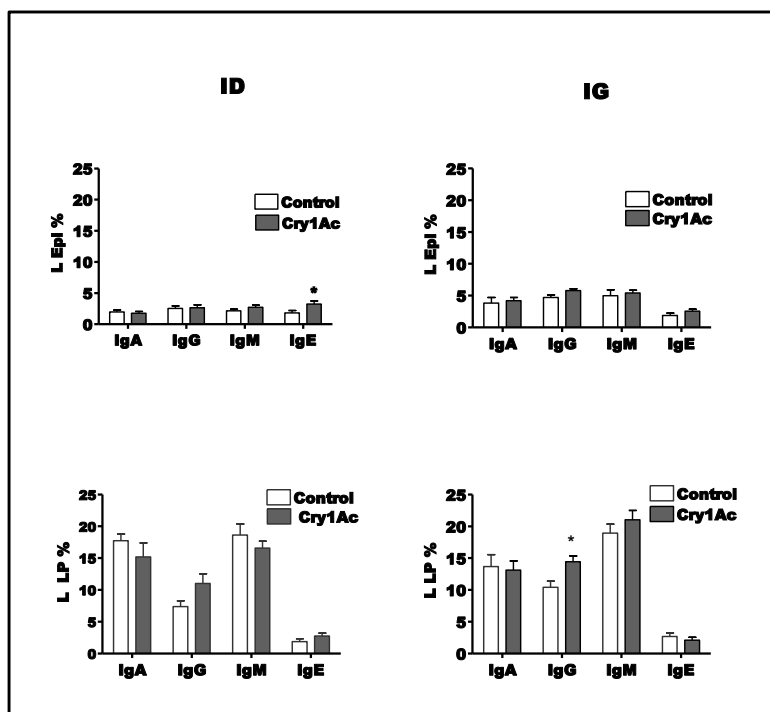 ID
IG
25
20
15
10
5
0
L Epi %
Control
Cry1Ac
*
IgA IgG IgM IgE
25
20
15
10
5
0
L Epi %
Control
Cry1Ac
IgA IgG IgM IgE
25
20
15
10
5
0
L LP %
Control
Cry1Ac
IgA IgG IgM IgE
25
20
15
10
5
0
L LP %
Control
Cry1Ac
*
IgA IgG IgM IgE